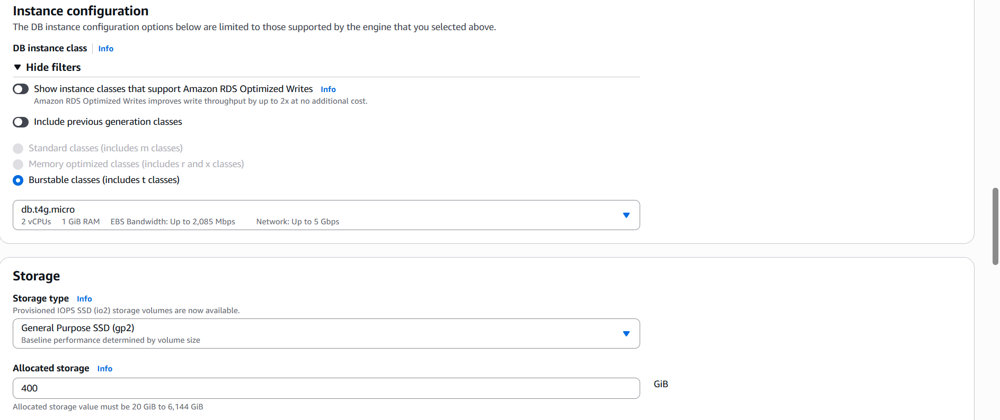 Instance configuration
The DB instance configuration options below are limited to those supported by the engine that you selected above.
DB instance class Info
Hide filters
Show instance classes that support Amazon RDS Optimized Writes Info
Amazon RDS Optimized Writes improves write throughput by up to 2x at no additional cost.
Include previous generation classes
Standard classes (includes m classes)
Memory optimized classes (includes r and x classes)
Burstable classes (includes t classes)
db.t4g.micro
2 vCPUs 1 GiB RAM EBS Bandwidth: Up to 2,085 Mbps Network: Up to 5 Gbps
Storage
Storage type Info
Provisioned IOPS SSD (io2) storage volumes are now available.
General Purpose SSD (gp2)
Baseline performance determined by volume size
Allocated storage Info
400 GiB
Allocated storage value must be 20 GiB to 6,144 GiB